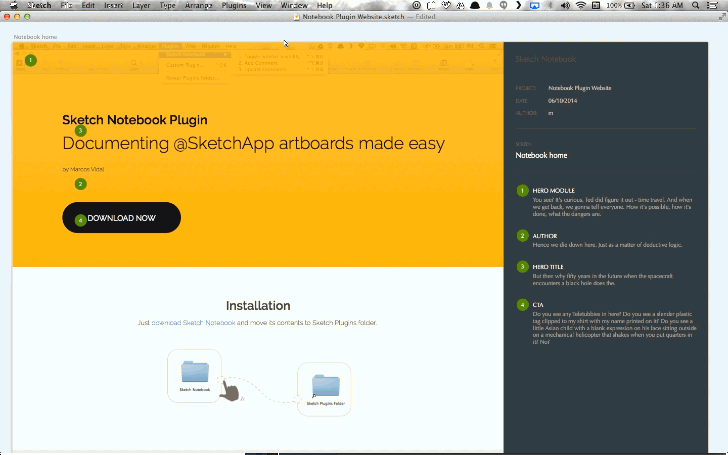 Sketch File Edit Insert Layer Type Arrange Plugins View Window Help 100% Sat 1:36 AM
Notebook Plugin Website.sketch — Edited
Notebook home
1
Sketch Notebook Plugin
3
Documenting @SketchApp artboards made easy
by Marcos Vidal
2
4 DOWNLOAD NOW
Installation
Just download Sketch Notebook and move its contents to Sketch Plugins folder.
Sketch Notebook
Sketch Plugins Folder
Sketch Notebook
PROJECT: Notebook Plugin Website
DATE: 06/10/2014
AUTHOR: m
Notebook home
1 HERO MODULE
You see? It's curious. Ted did figure it out - time travel. And when
we get back, we gonna tell everyone. How it's possible, how it's
done, what the dangers are.
2 AUTHOR
Hence we die down here. Just as a matter of deductive logic.
3 HERO TITLE
But then why fifty years in the future when the spacecraft
encounters a black hole does the.
4 CTA
Do you see any Teletubbies in here? Do you see a slender plastic
tag clipped to my shirt with my name printed on it? Do you see a
little Asian child with a blank expression on his face sitting outside
on a mechanical helicopter that shakes when you put quarters in
it? No?